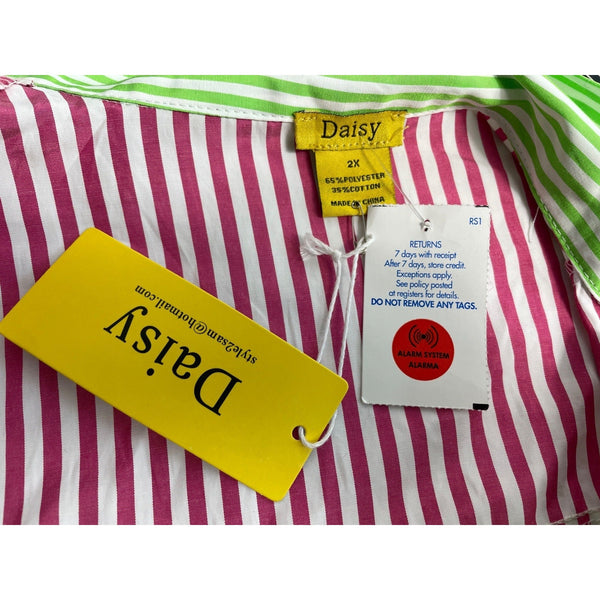 Daisy
2X
65%POLYESTER
35%COTTON
MADE IN CHINA
RS1
RETURNS
7 days with receipt
After 7 days, store credit.
Exceptions apply.
See policy posted
at registers for details.
DO NOT REMOVE ANY TAGS.
ALARM SYSTEM
ALARMA
Daisy
style2sam@hotmail.com